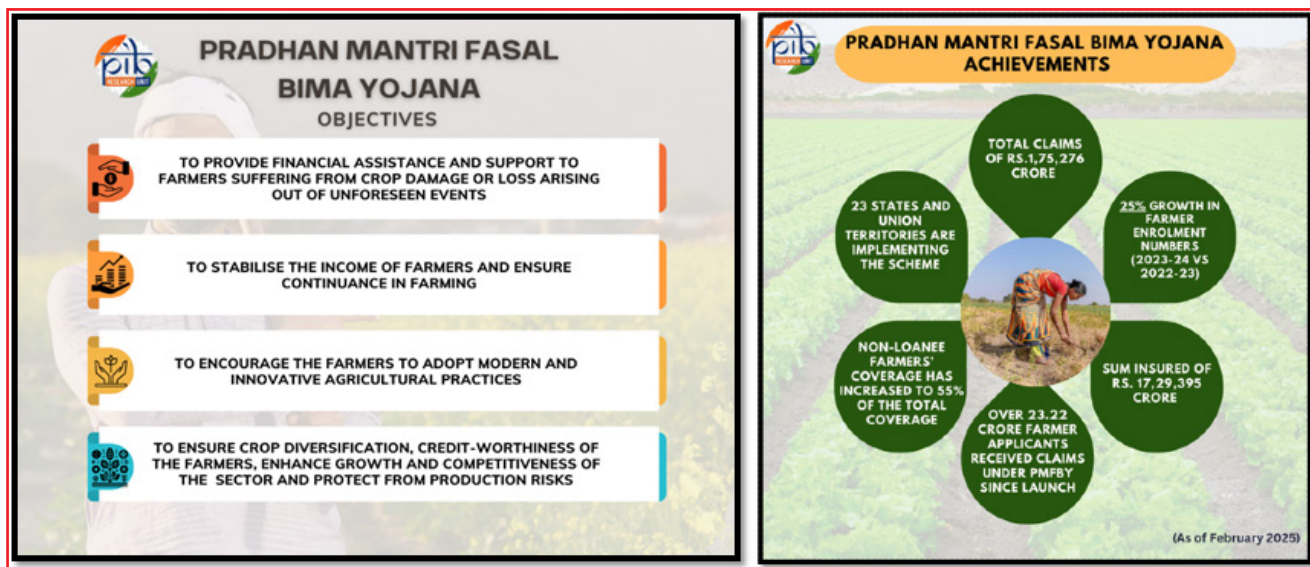 pib
RESEARCH UNIT
PRADHAN MANTRI FASAL
BIMA YOJANA
OBJECTIVES
TO PROVIDE FINANCIAL ASSISTANCE AND SUPPORT TO
FARMERS SUFFERING FROM CROP DAMAGE OR LOSS ARISING
OUT OF UNFORESEEN EVENTS
TO STABILISE THE INCOME OF FARMERS AND ENSURE
CONTINUANCE IN FARMING
TO ENCOURAGE THE FARMERS TO ADOPT MODERN AND
INNOVATIVE AGRICULTURAL PRACTICES
TO ENSURE CROP DIVERSIFICATION, CREDIT-WORTHINESS OF
THE FARMERS, ENHANCE GROWTH AND COMPETITIVENESS OF
THE SECTOR AND PROTECT FROM PRODUCTION RISKS
pib
RESEARCH UNIT
PRADHAN MANTRI FASAL BIMA YOJANA
ACHIEVEMENTS
TOTAL CLAIMS
OF RS.1,75,276
CRORE
23 STATES AND
UNION
TERRITORIES ARE
IMPLEMENTING
THE SCHEME
25% GROWTH IN
FARMER
ENROLMENT
NUMBERS
(2023-24 VS
2022-23)
NON-LOANEE
FARMERS'
COVERAGE HAS
INCREASED TO 55%
OF THE TOTAL
COVERAGE
SUM INSURED OF
RS. 17,29,395
CRORE
OVER 23.22
CRORE FARMER
APPLICANTS
RECEIVED CLAIMS
UNDER PMFBY
SINCE LAUNCH
(As of February 2025)